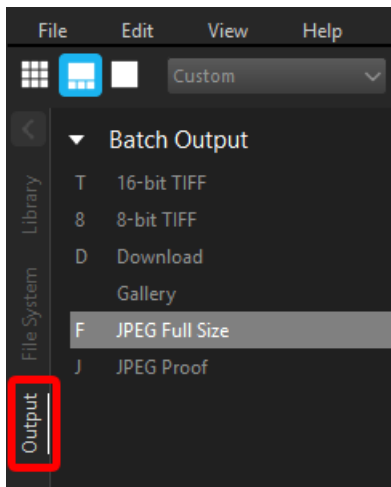 File Edit View Help
Custom
Batch Output
T 16-bit TIFF
8 8-bit TIFF
D Download
Gallery
F JPEG Full Size
J JPEG Proof
Library
File System
Output